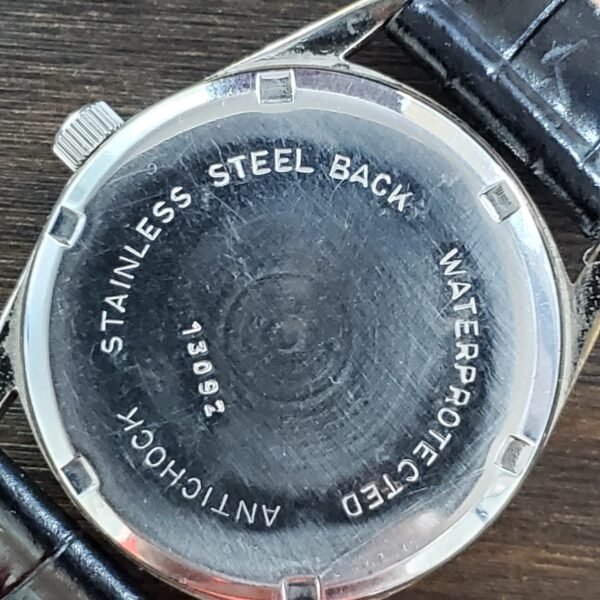 STAINLESS STEEL BACK
WATERPROTECTED
ANTICHOCK
13092